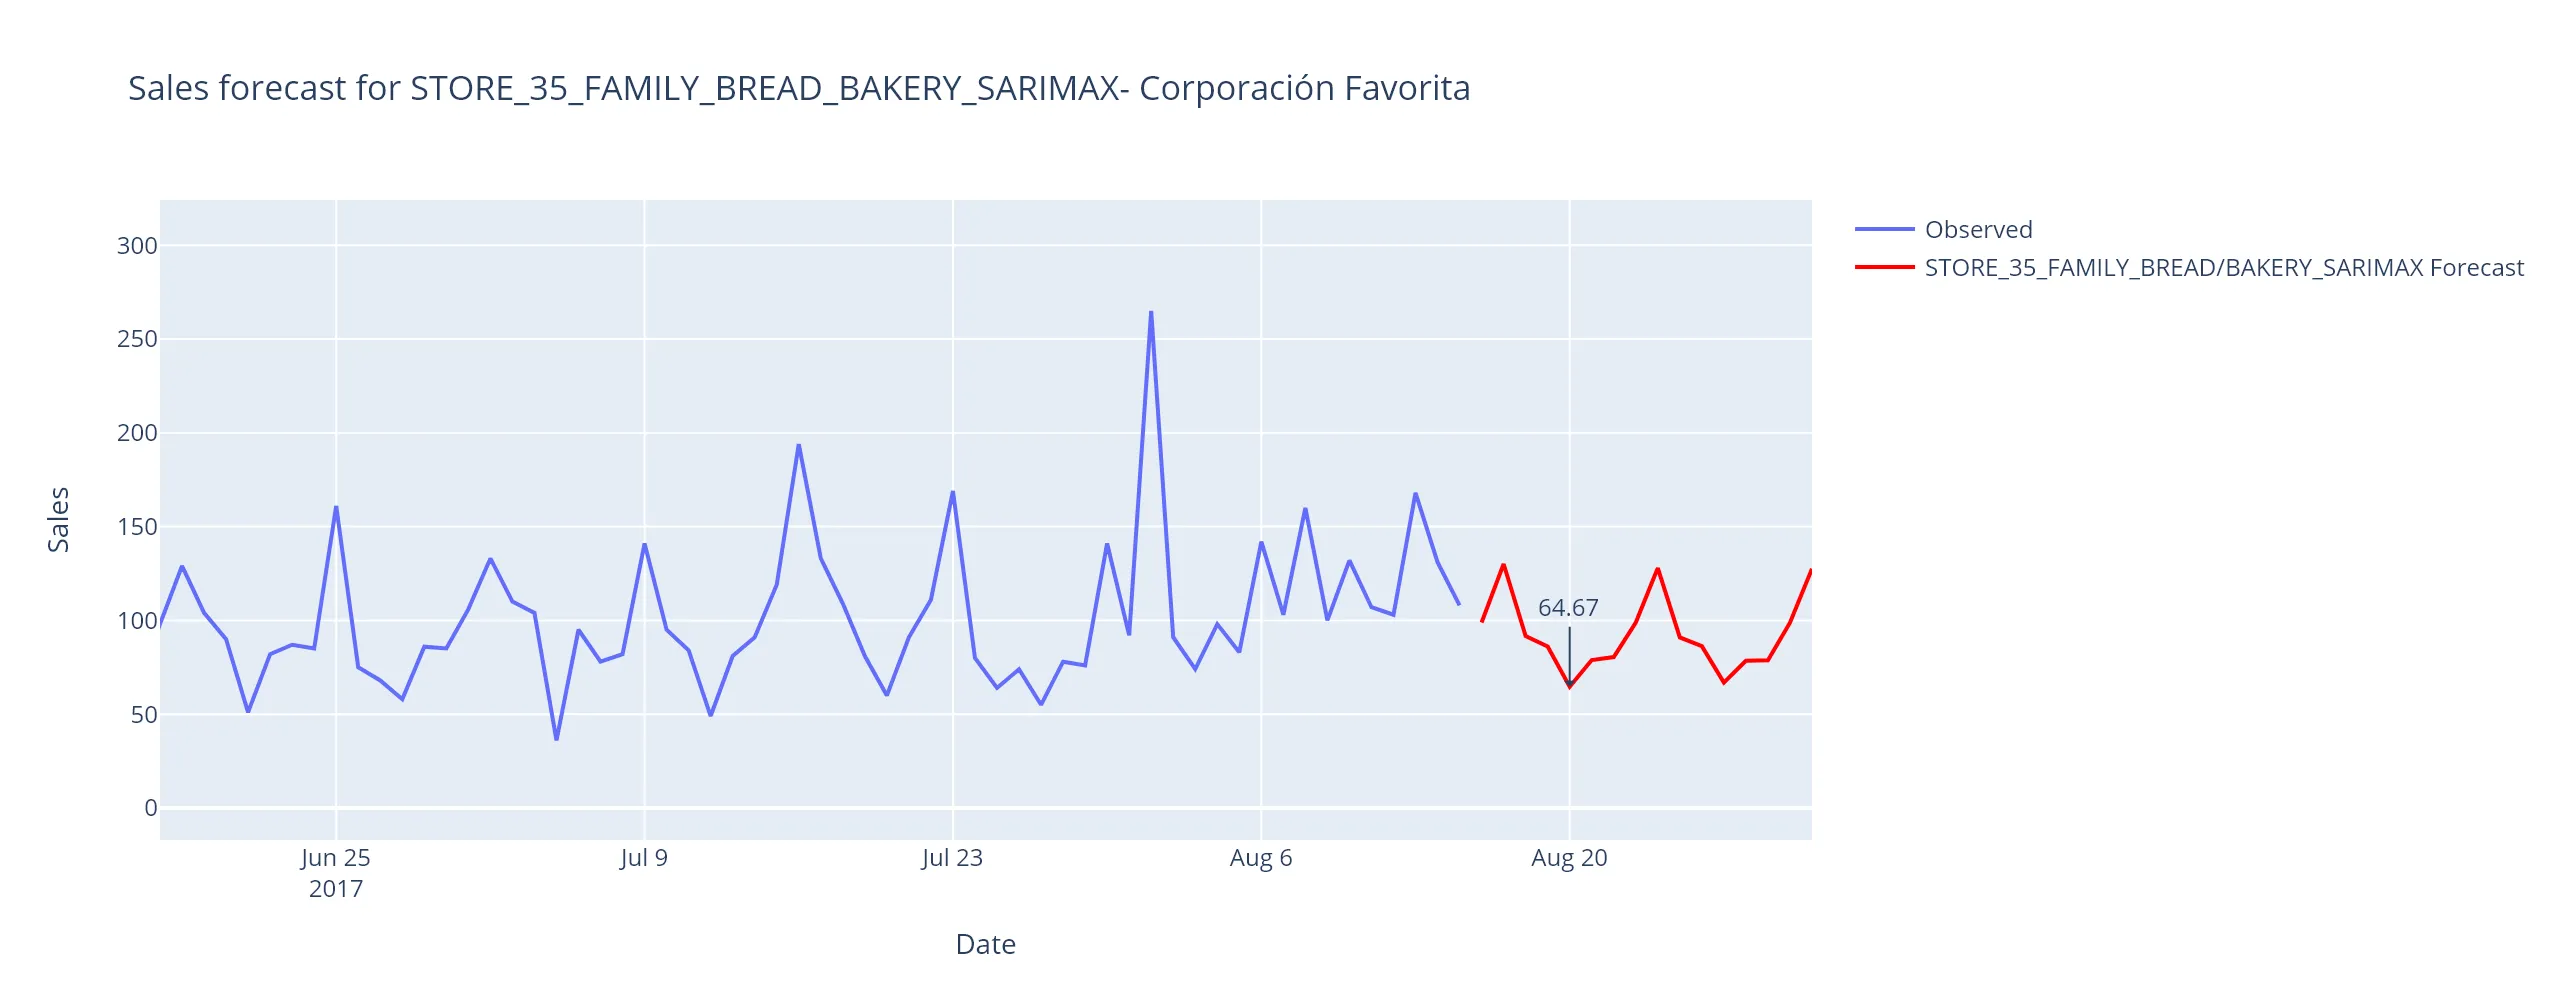 Sales forecast for STORE_35_FAMILY_BREAD_BAKERY_SARIMAX- Corporación Favorita
Observed
STORE_35_FAMILY_BREAD/BAKERY_SARIMAX Forecast
300
250
200
150
100
50
0
Sales
64.67
Jun 25
2017
Jul 9
Jul 23
Aug 6
Aug 20
Date